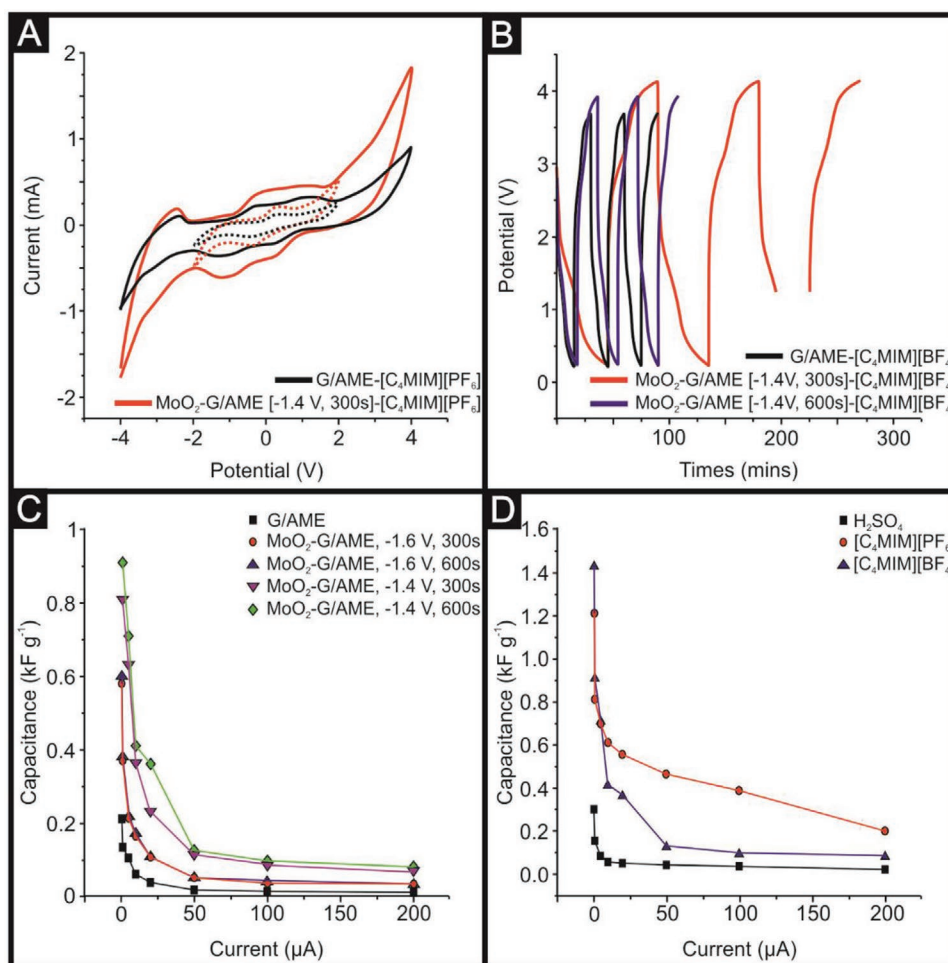 A
2
1
0
-1
-2
Current (mA)
G/AME-[C₄MIM][PF₆]
MoO₂-G/AME [-1.4 V, 300s]-[C₄MIM][PF₆]
-4 -2 0 2 4
Potential (V)
B
4
2
0
Potential (V)
G/AME-[C₄MIM][BF₄
MoO₂-G/AME [-1.4V, 300s]-[C₄MIM][BF₄
MoO₂-G/AME [-1.4V, 600s]-[C₄MIM][BF₄
100 200 300
Times (mins)
C
1
0.8
0.6
0.4
0.2
0
Capacitance (kF g⁻¹)
G/AME
MoO₂-G/AME, -1.6 V, 300s
MoO₂-G/AME, -1.6 V, 600s
MoO₂-G/AME, -1.4 V, 300s
MoO₂-G/AME, -1.4 V, 600s
0 50 100 150 200
Current (µA)
D
1.6
1.4
1.2
1.0
0.8
0.6
0.4
0.2
0.0
Capacitance (kF g⁻¹)
H₂SO₄
[C₄MIM][PF₆
[C₄MIM][BF₄
0 50 100 150 200
Current (µA)